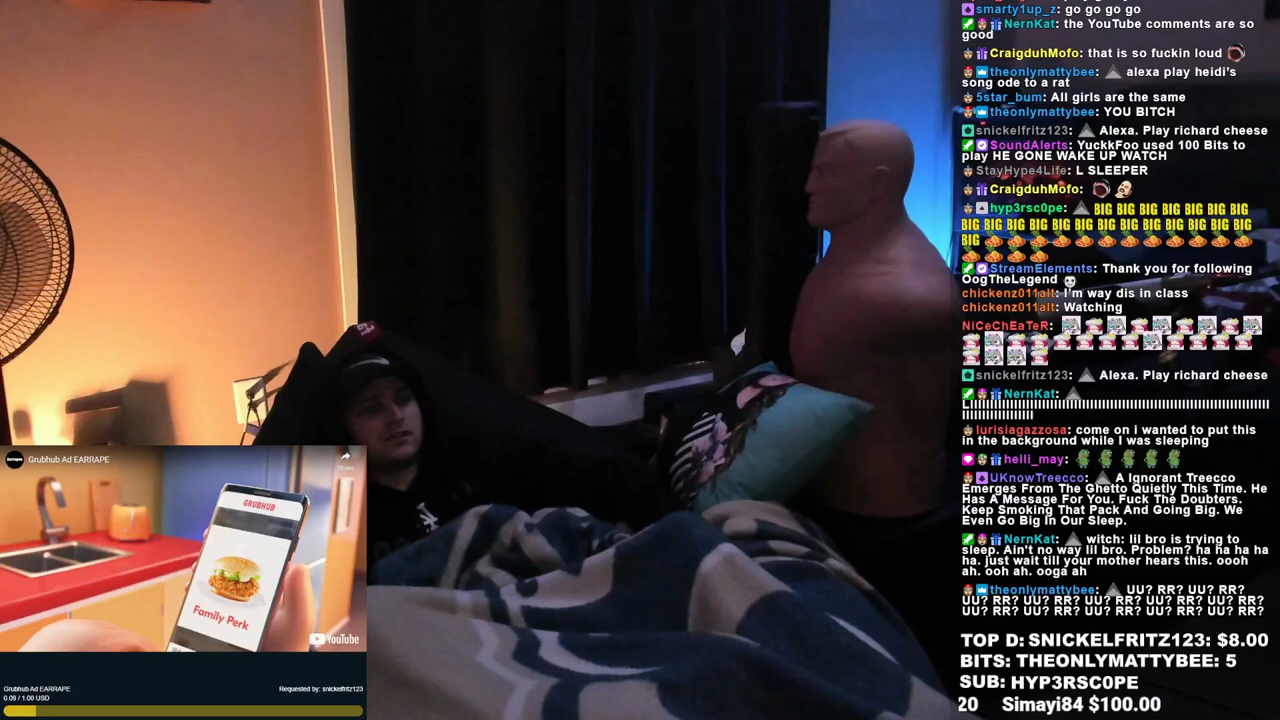 smarty1up_z: go go go go
NernKat: the YouTube comments are so
good
CraigduhMofo: that is so fuckin loud
theonlymattybee: alexa play heidi's
song ode to a rat
5star_bum: All girls are the same
theonlymattybee: YOU BITCH
snickelfritz123: Alexa. Play richard cheese
SoundAlerts: YuckkFoo used 100 Bits to
play HE GONE WAKE UP WATCH
StayHype4Life: L SLEEPER
CraigduhMofo:
hyp3rsc0pe: BIG BIG BIG BIG BIG BIG BIG
BIG BIG BIG BIG BIG BIG BIG BIG BIG BIG BIG BIG BIG
BIG
StreamElements: Thank you for following
OogTheLegend
chickenz011alt: I'm way dis in class
chickenz011alt: Watching
NiCeChEaTeR:
snickelfritz123: Alexa. Play richard cheese
NernKat:
lurisiagazzosa: come on i wanted to put this
in the background while I was sleeping
helli_may:
UKnowTreecco: A Ignorant Treecco
Emerges From The Ghetto Quietly This Time. He
Has A Message For You. Fuck The Doubters.
Keep Smoking That Pack And Going Big. We
Even Go Big In Our Sleep.
NernKat: witch: lil bro is trying to
sleep. Ain't no way lil bro. Problem? ha ha ha ha
ha. just wait till your mother hears this. oooh
ah. ooh ah. ooga ah
theonlymattybee: UU? RR? UU? RR?
UU? RR? UU? RR? UU? RR? UU? RR? UU? RR?
UU? RR? UU? RR? UU? RR? UU? RR? UU? RR?
TOP D: SNICKELFRITZ123: $8.00
BITS: THEONLYMATTYBEE: 5
SUB: HYP3RSC0PE
20 Simayi84 $100.00
Grubhub Ad EARRAPE
Share
GRUBHUB
Family Perk
YouTube
Grubhub Ad EARRAPE
Requested by: snickelfritz123
0.09 / 1.00 USD